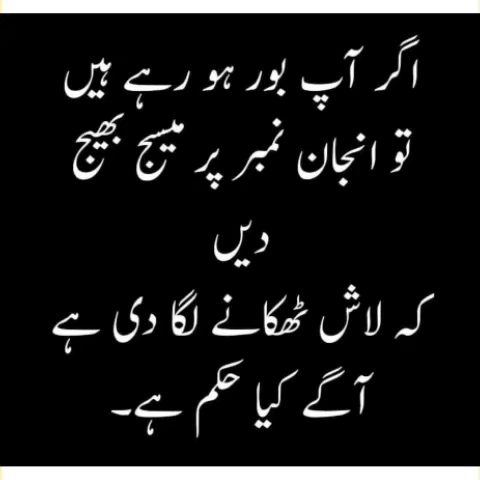 اگر آپ بور ہو رہے ہیں
تو انجان نمبر پر میسج بھیج
دیں
کہ لاش ٹھکانے لگا دی ہے
آگے کیا حکم ہے۔